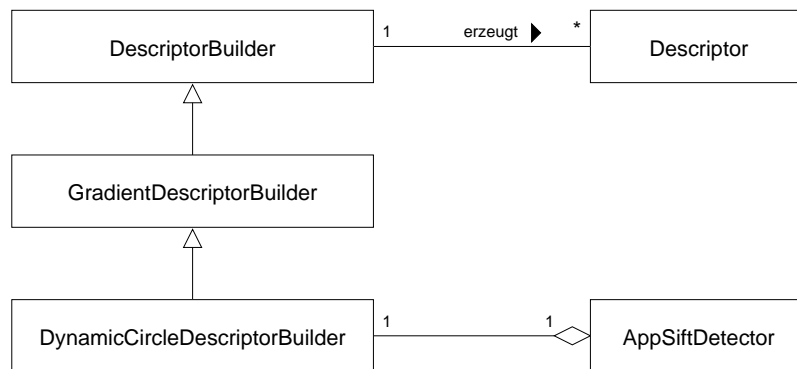 DescriptorBuilder 1 erzeugt * Descriptor
GradientDescriptorBuilder
DynamicCircleDescriptorBuilder 1 1 AppSiftDetector